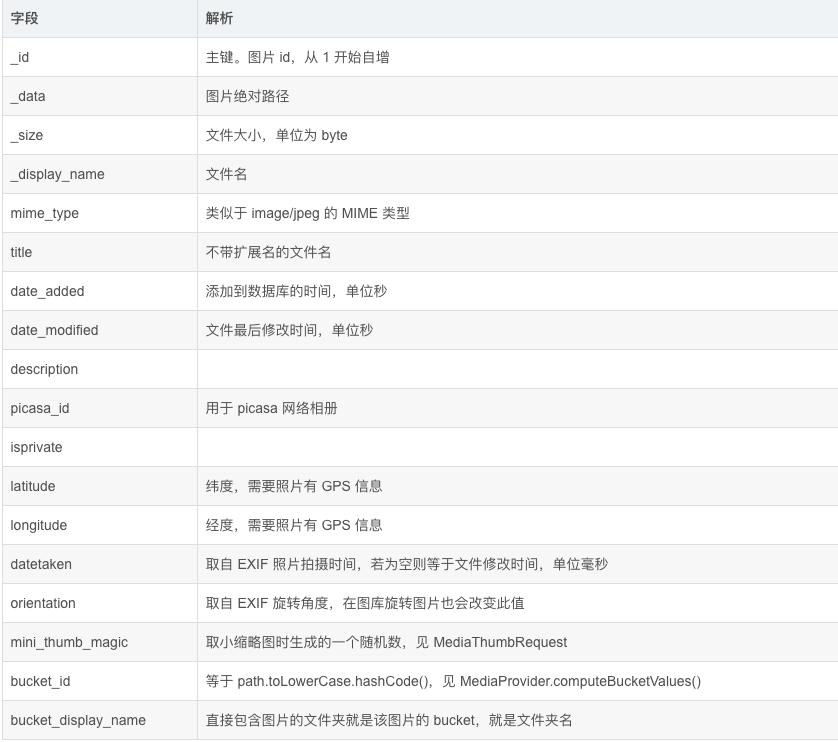 字段 解析
_id 主键。图片 id，从 1 开始自增
_data 图片绝对路径
_size 文件大小，单位为 byte
_display_name 文件名
mime_type 类似于 image/jpeg 的 MIME 类型
title 不带扩展名的文件名
date_added 添加到数据库的时间，单位秒
date_modified 文件最后修改时间，单位秒
description
picasa_id 用于 picasa 网络相册
isprivate
latitude 纬度，需要照片有 GPS 信息
longitude 经度，需要照片有 GPS 信息
datetaken 取自 EXIF 照片拍摄时间，若为空则等于文件修改时间，单位毫秒
orientation 取自 EXIF 旋转角度，在图库旋转图片也会改变此值
mini_thumb_magic 取小缩略图时生成的一个随机数，见 MediaThumbRequest
bucket_id 等于 path.toLowerCase.hashCode()，见 MediaProvider.computeBucketValues()
bucket_display_name 直接包含图片的文件夹就是该图片的 bucket，就是文件夹名